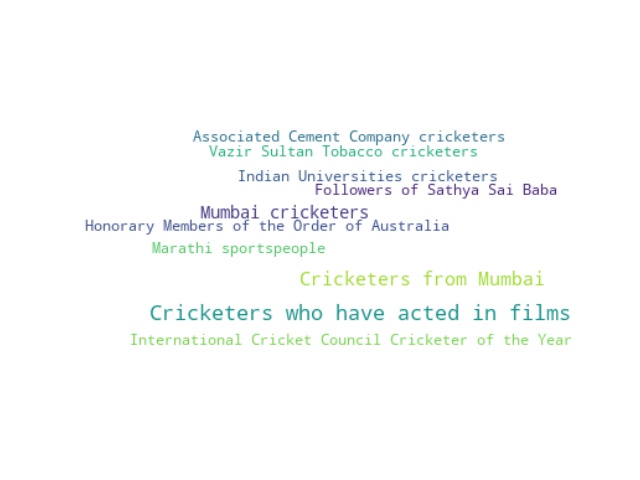 Associated Cement Company cricketers
Vazir Sultan Tobacco cricketers
Indian Universities cricketers
Followers of Sathya Sai Baba
Mumbai cricketers
Honorary Members of the Order of Australia
Marathi sportspeople
Cricketers from Mumbai
Cricketers who have acted in films
International Cricket Council Cricketer of the Year